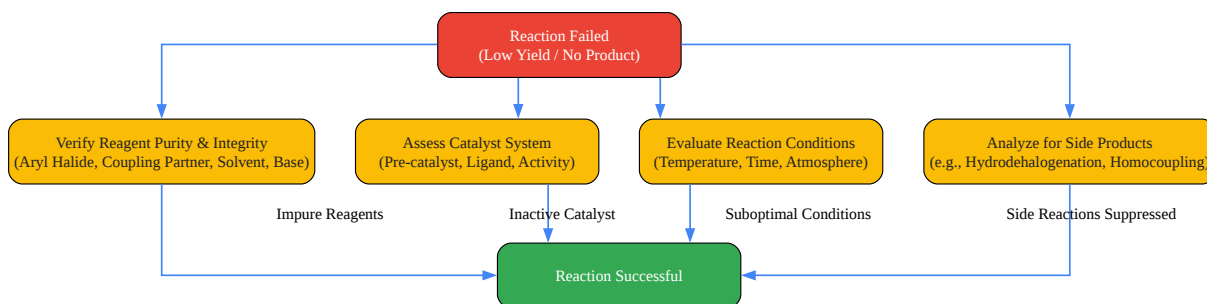 Reaction Failed
(Low Yield / No Product)
Verify Reagent Purity & Integrity
(Aryl Halide, Coupling Partner, Solvent, Base)
Assess Catalyst System
(Pre-catalyst, Ligand, Activity)
Evaluate Reaction Conditions
(Temperature, Time, Atmosphere)
Analyze for Side Products
(e.g., Hydrodehalogenation, Homocoupling)
Impure Reagents
Inactive Catalyst
Suboptimal Conditions
Side Reactions Suppressed
Reaction Successful